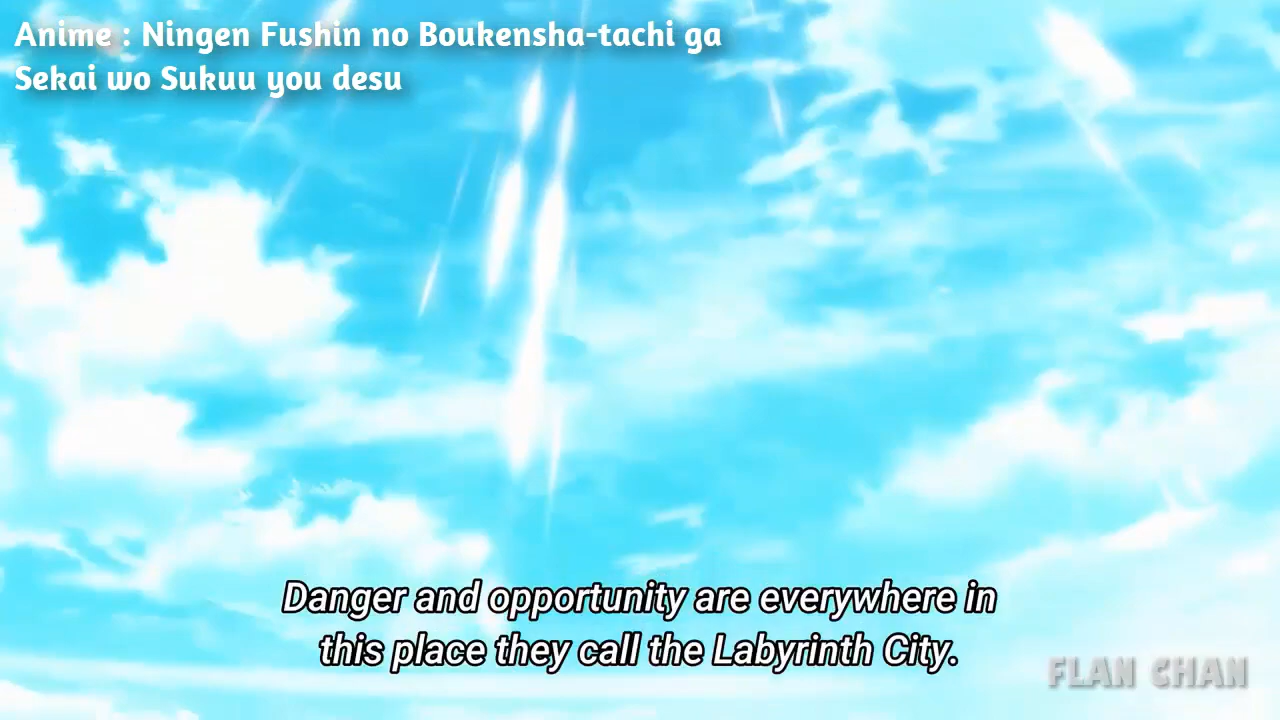 Anime : Ningen Fushin no Boukensha-tachi ga
Sekai wo Sukuu you desu
Danger and opportunity are everywhere in
this place they call the Labyrinth City.
FLAN CHAN